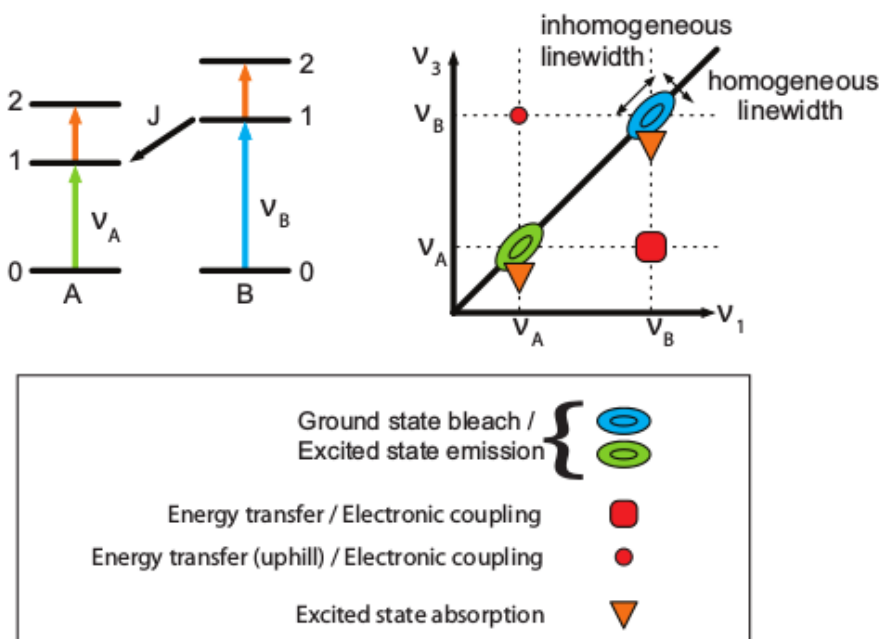 2
1
0
A
ν_A
J
2
1
0
B
ν_B
ν_3
ν_B
ν_A
ν_A
ν_B
ν_1
inhomogeneous
linewidth
homogeneous
linewidth
Ground state bleach /
Excited state emission {
Energy transfer / Electronic coupling
Energy transfer (uphill) / Electronic coupling
Excited state absorption